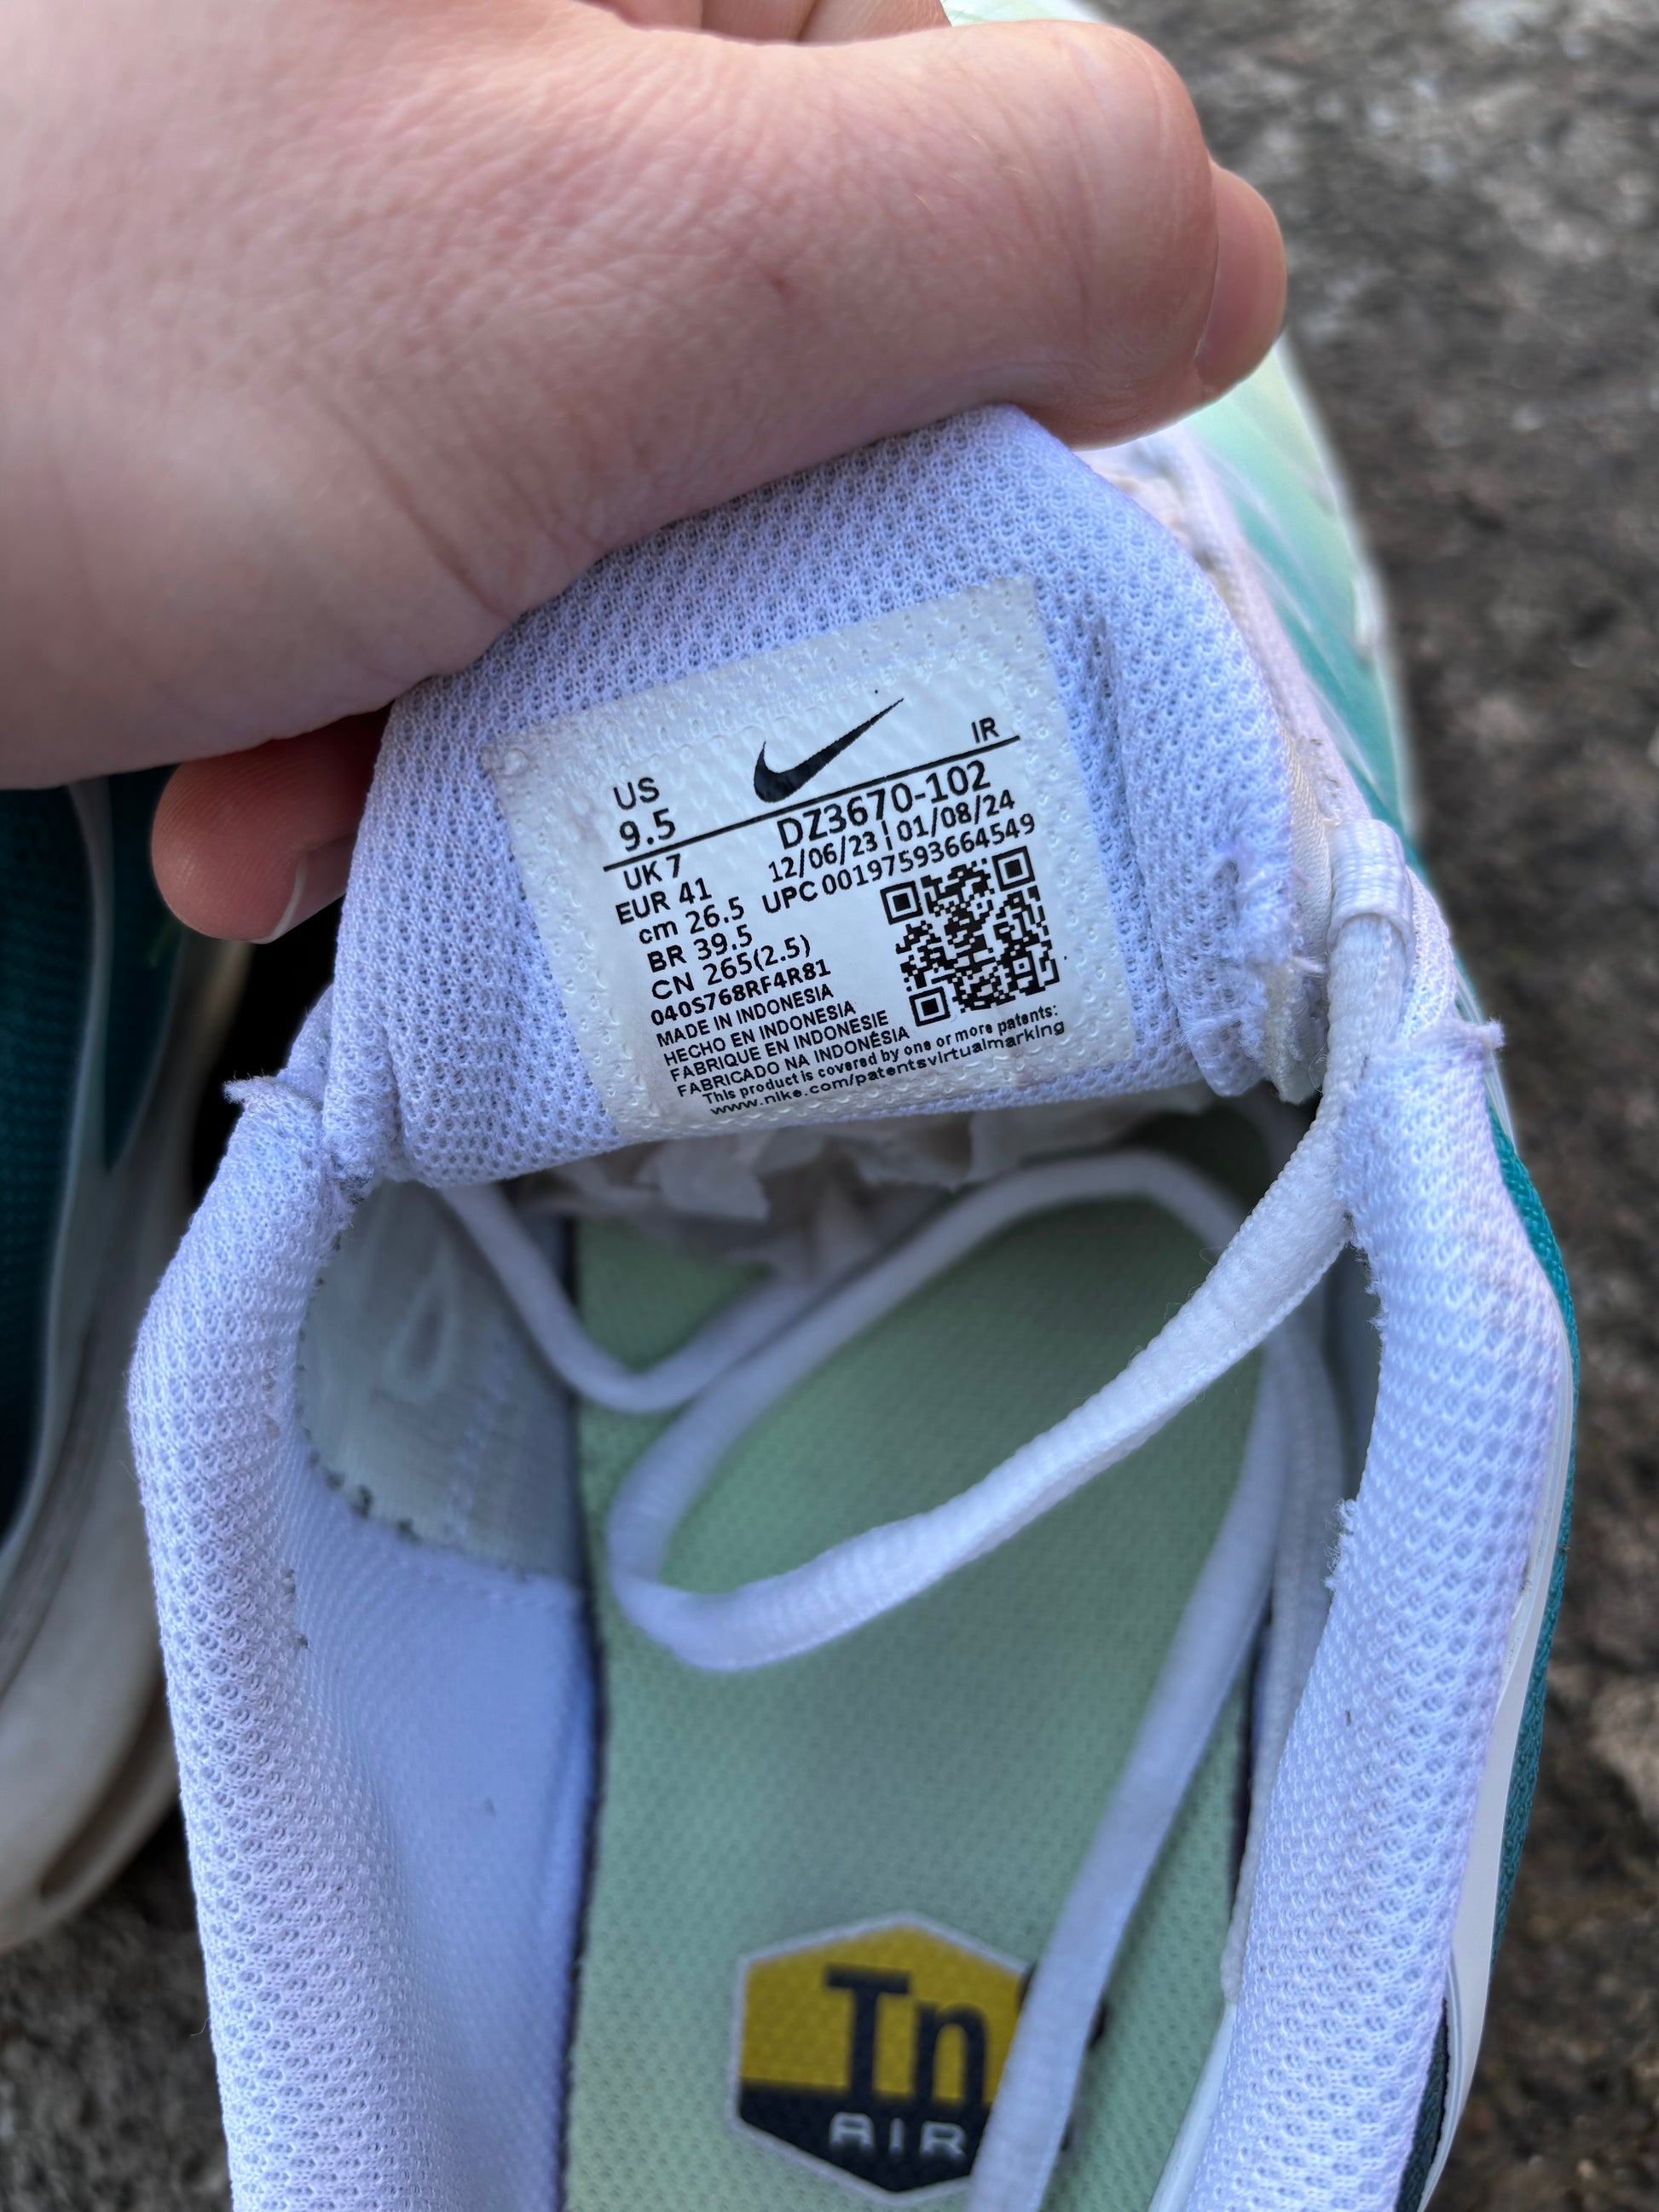 US
9.5
IR
DZ3670-102
12/06/23 | 01/08/24
UPC 00197593664549
UK 7
EUR 41
cm 26.5
BR 39.5
CN 265(2.5)
040S768RF4R81
MADE IN INDONESIA
HECHO EN INDONESIA
FABRIQUE EN INDONESIE
FABRICADO NA INDONÉSIA
This product is covered by one or more patents:
www.nike.com/patentsvirtualmarking
Tn
AIR